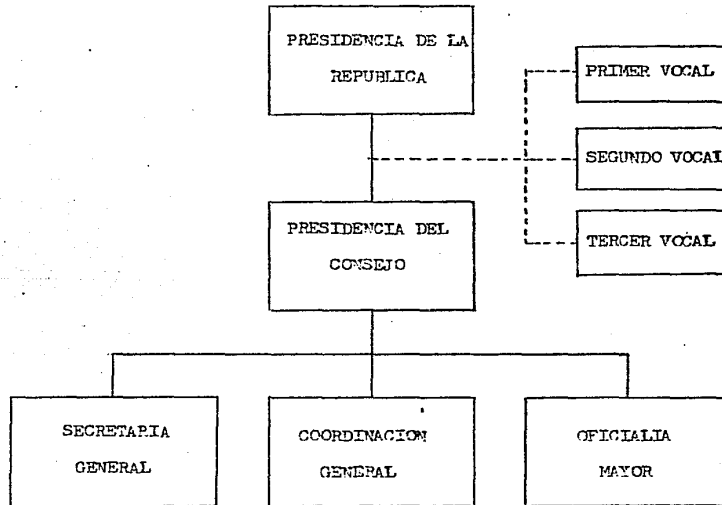 PRESIDENCIA DE LA
REPUBLICA
PRIMER VOCAL
SEGUNDO VOCAL
TERCER VOCAL
PRESIDENCIA DEL
CONSEJO
SECRETARIA
GENERAL
COORDINACION
GENERAL
OFICIALIA
MAYOR